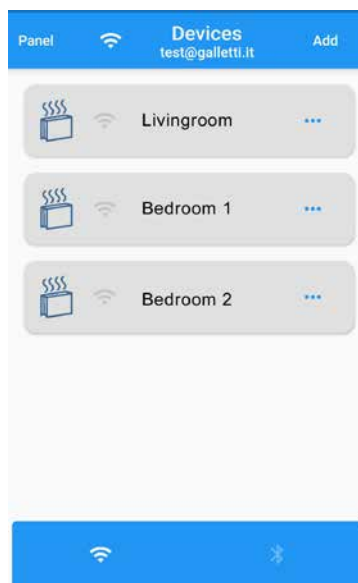 Panel
Devices
test@galletti.it
Add
Livingroom
Bedroom 1
Bedroom 2